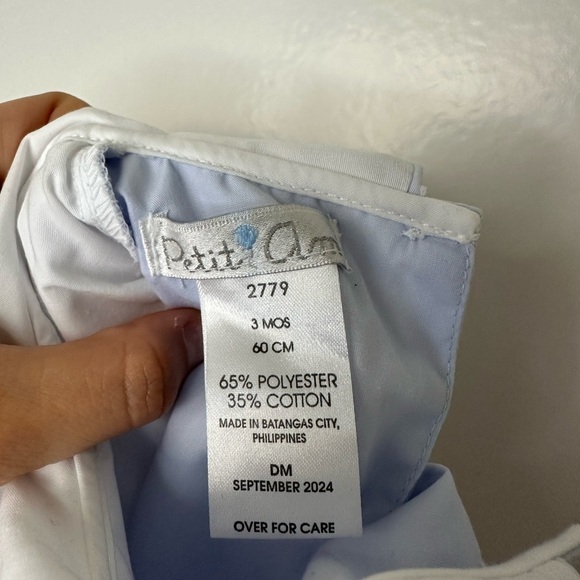 Petit Am
2779
3 MOS
60 CM
65% POLYESTER
35% COTTON
MADE IN BATANGAS CITY,
PHILIPPINES
DM
SEPTEMBER 2024
OVER FOR CARE